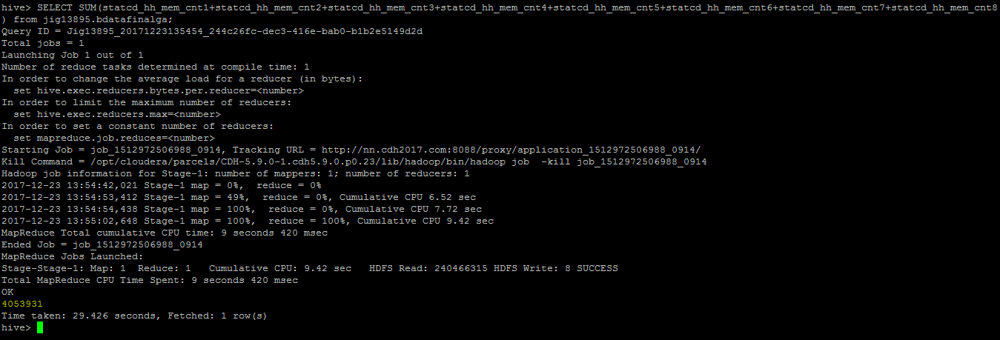 hive> SELECT SUM(statcd_hh_mem_cnt1+statcd_hh_mem_cnt2+statcd_hh_mem_cnt3+statcd_hh_mem_cnt4+statcd_hh_mem_cnt5+statcd_hh_mem_cnt6+statcd_hh_mem_cnt7+statcd_hh_mem_cnt8
) from jig13895.bdatafinalga;
Query ID = Jig13895_20171223135454_244c26fc-dec3-416e-bab0-b1b2e5149d2d
Total jobs = 1
Launching Job 1 out of 1
Number of reduce tasks determined at compile time: 1
In order to change the average load for a reducer (in bytes):
  set hive.exec.reducers.bytes.per.reducer=<number>
In order to limit the maximum number of reducers:
  set hive.exec.reducers.max=<number>
In order to set a constant number of reducers:
  set mapreduce.job.reduces=<number>
Starting Job = job_1512972506988_0914, Tracking URL = http://nn.cdh2017.com:8088/proxy/application_1512972506988_0914/
Kill Command = /opt/cloudera/parcels/CDH-5.9.0-1.cdh5.9.0.p0.23/lib/hadoop/bin/hadoop job  -kill job_1512972506988_0914
Hadoop job information for Stage-1: number of mappers: 1; number of reducers: 1
2017-12-23 13:54:42,021 Stage-1 map = 0%,  reduce = 0%
2017-12-23 13:54:53,412 Stage-1 map = 49%,  reduce = 0%, Cumulative CPU 6.52 sec
2017-12-23 13:54:54,438 Stage-1 map = 100%,  reduce = 0%, Cumulative CPU 7.72 sec
2017-12-23 13:55:02,648 Stage-1 map = 100%,  reduce = 100%, Cumulative CPU 9.42 sec
MapReduce Total cumulative CPU time: 9 seconds 420 msec
Ended Job = job_1512972506988_0914
MapReduce Jobs Launched:
Stage-Stage-1: Map: 1  Reduce: 1   Cumulative CPU: 9.42 sec   HDFS Read: 240466315 HDFS Write: 8 SUCCESS
Total MapReduce CPU Time Spent: 9 seconds 420 msec
OK
4053931
Time taken: 29.426 seconds, Fetched: 1 row(s)
hive>